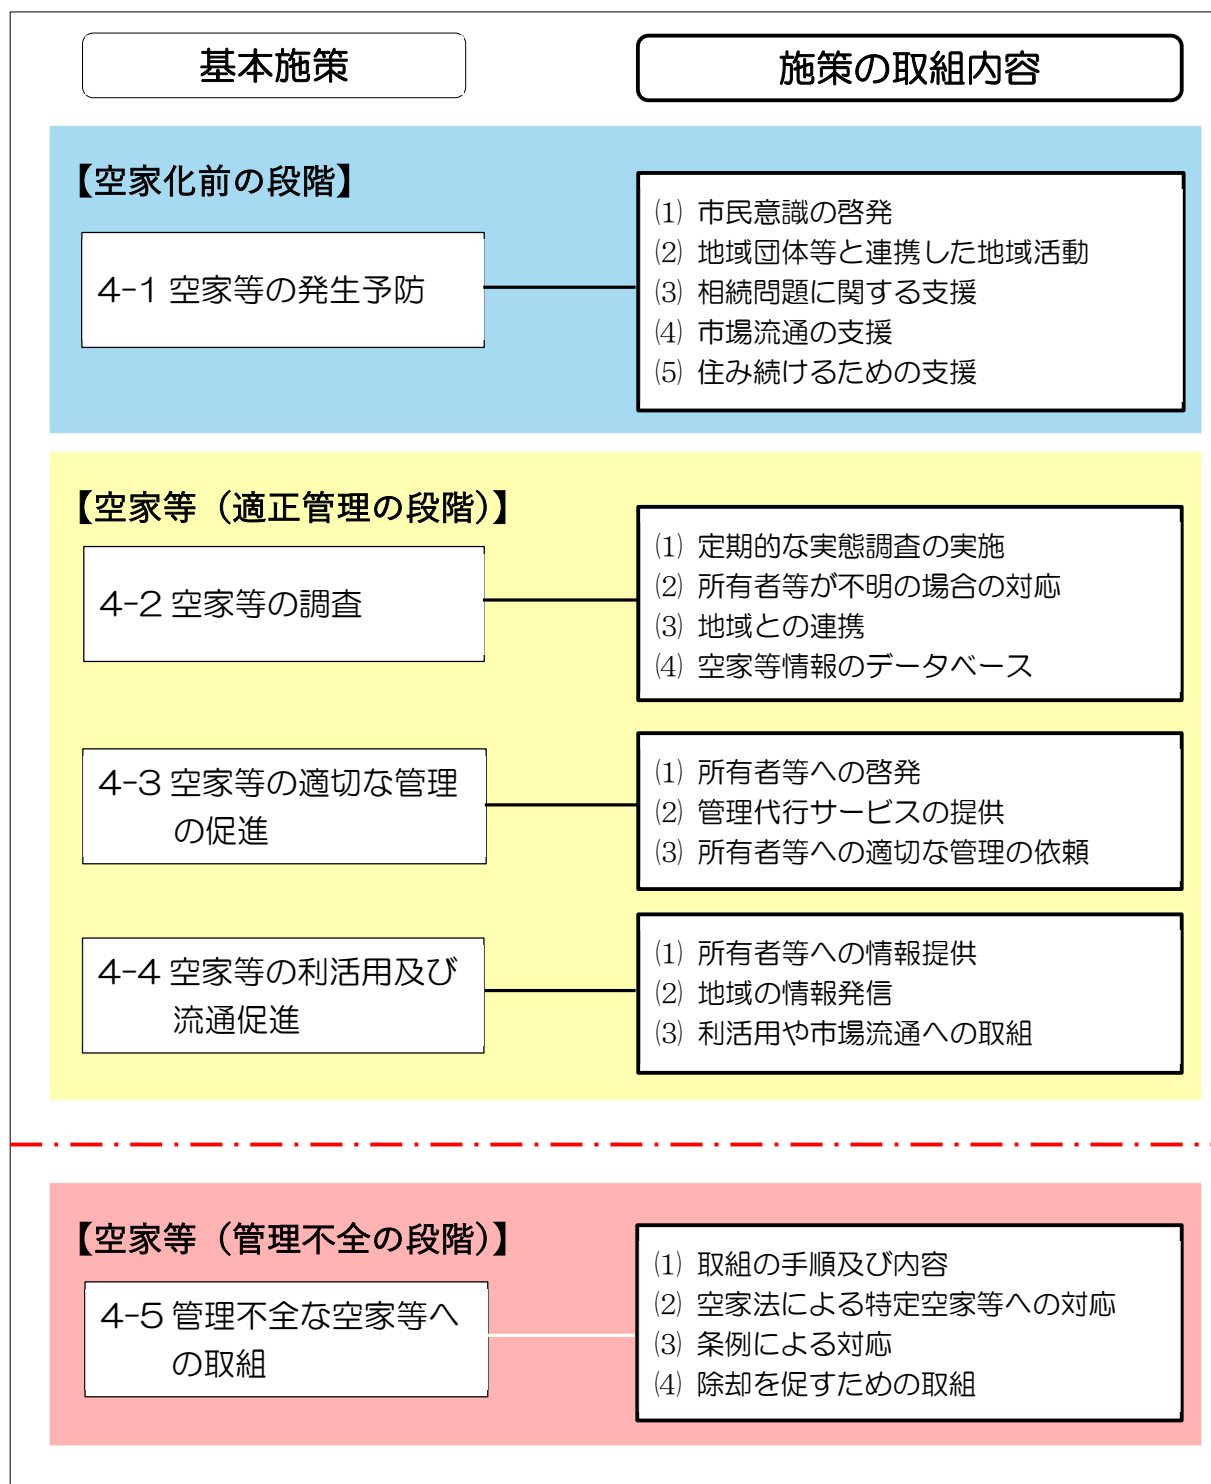 基本施策
施策の取組内容
【空家化前の段階】
4-1 空家等の発生予防
⑴ 市民意識の啓発
⑵ 地域団体等と連携した地域活動
⑶ 相続問題に関する支援
⑷ 市場流通の支援
⑸ 住み続けるための支援
【空家等（適正管理の段階）】
4-2 空家等の調査
⑴ 定期的な実態調査の実施
⑵ 所有者等が不明の場合の対応
⑶ 地域との連携
⑷ 空家等情報のデータベース
4-3 空家等の適切な管理
の促進
⑴ 所有者等への啓発
⑵ 管理代行サービスの提供
⑶ 所有者等への適切な管理の依頼
4-4 空家等の利活用及び
流通促進
⑴ 所有者等への情報提供
⑵ 地域の情報発信
⑶ 利活用や市場流通への取組
【空家等（管理不全の段階）】
4-5 管理不全な空家等へ
の取組
⑴ 取組の手順及び内容
⑵ 空家法による特定空家等への対応
⑶ 条例による対応
⑷ 除却を促すための取組